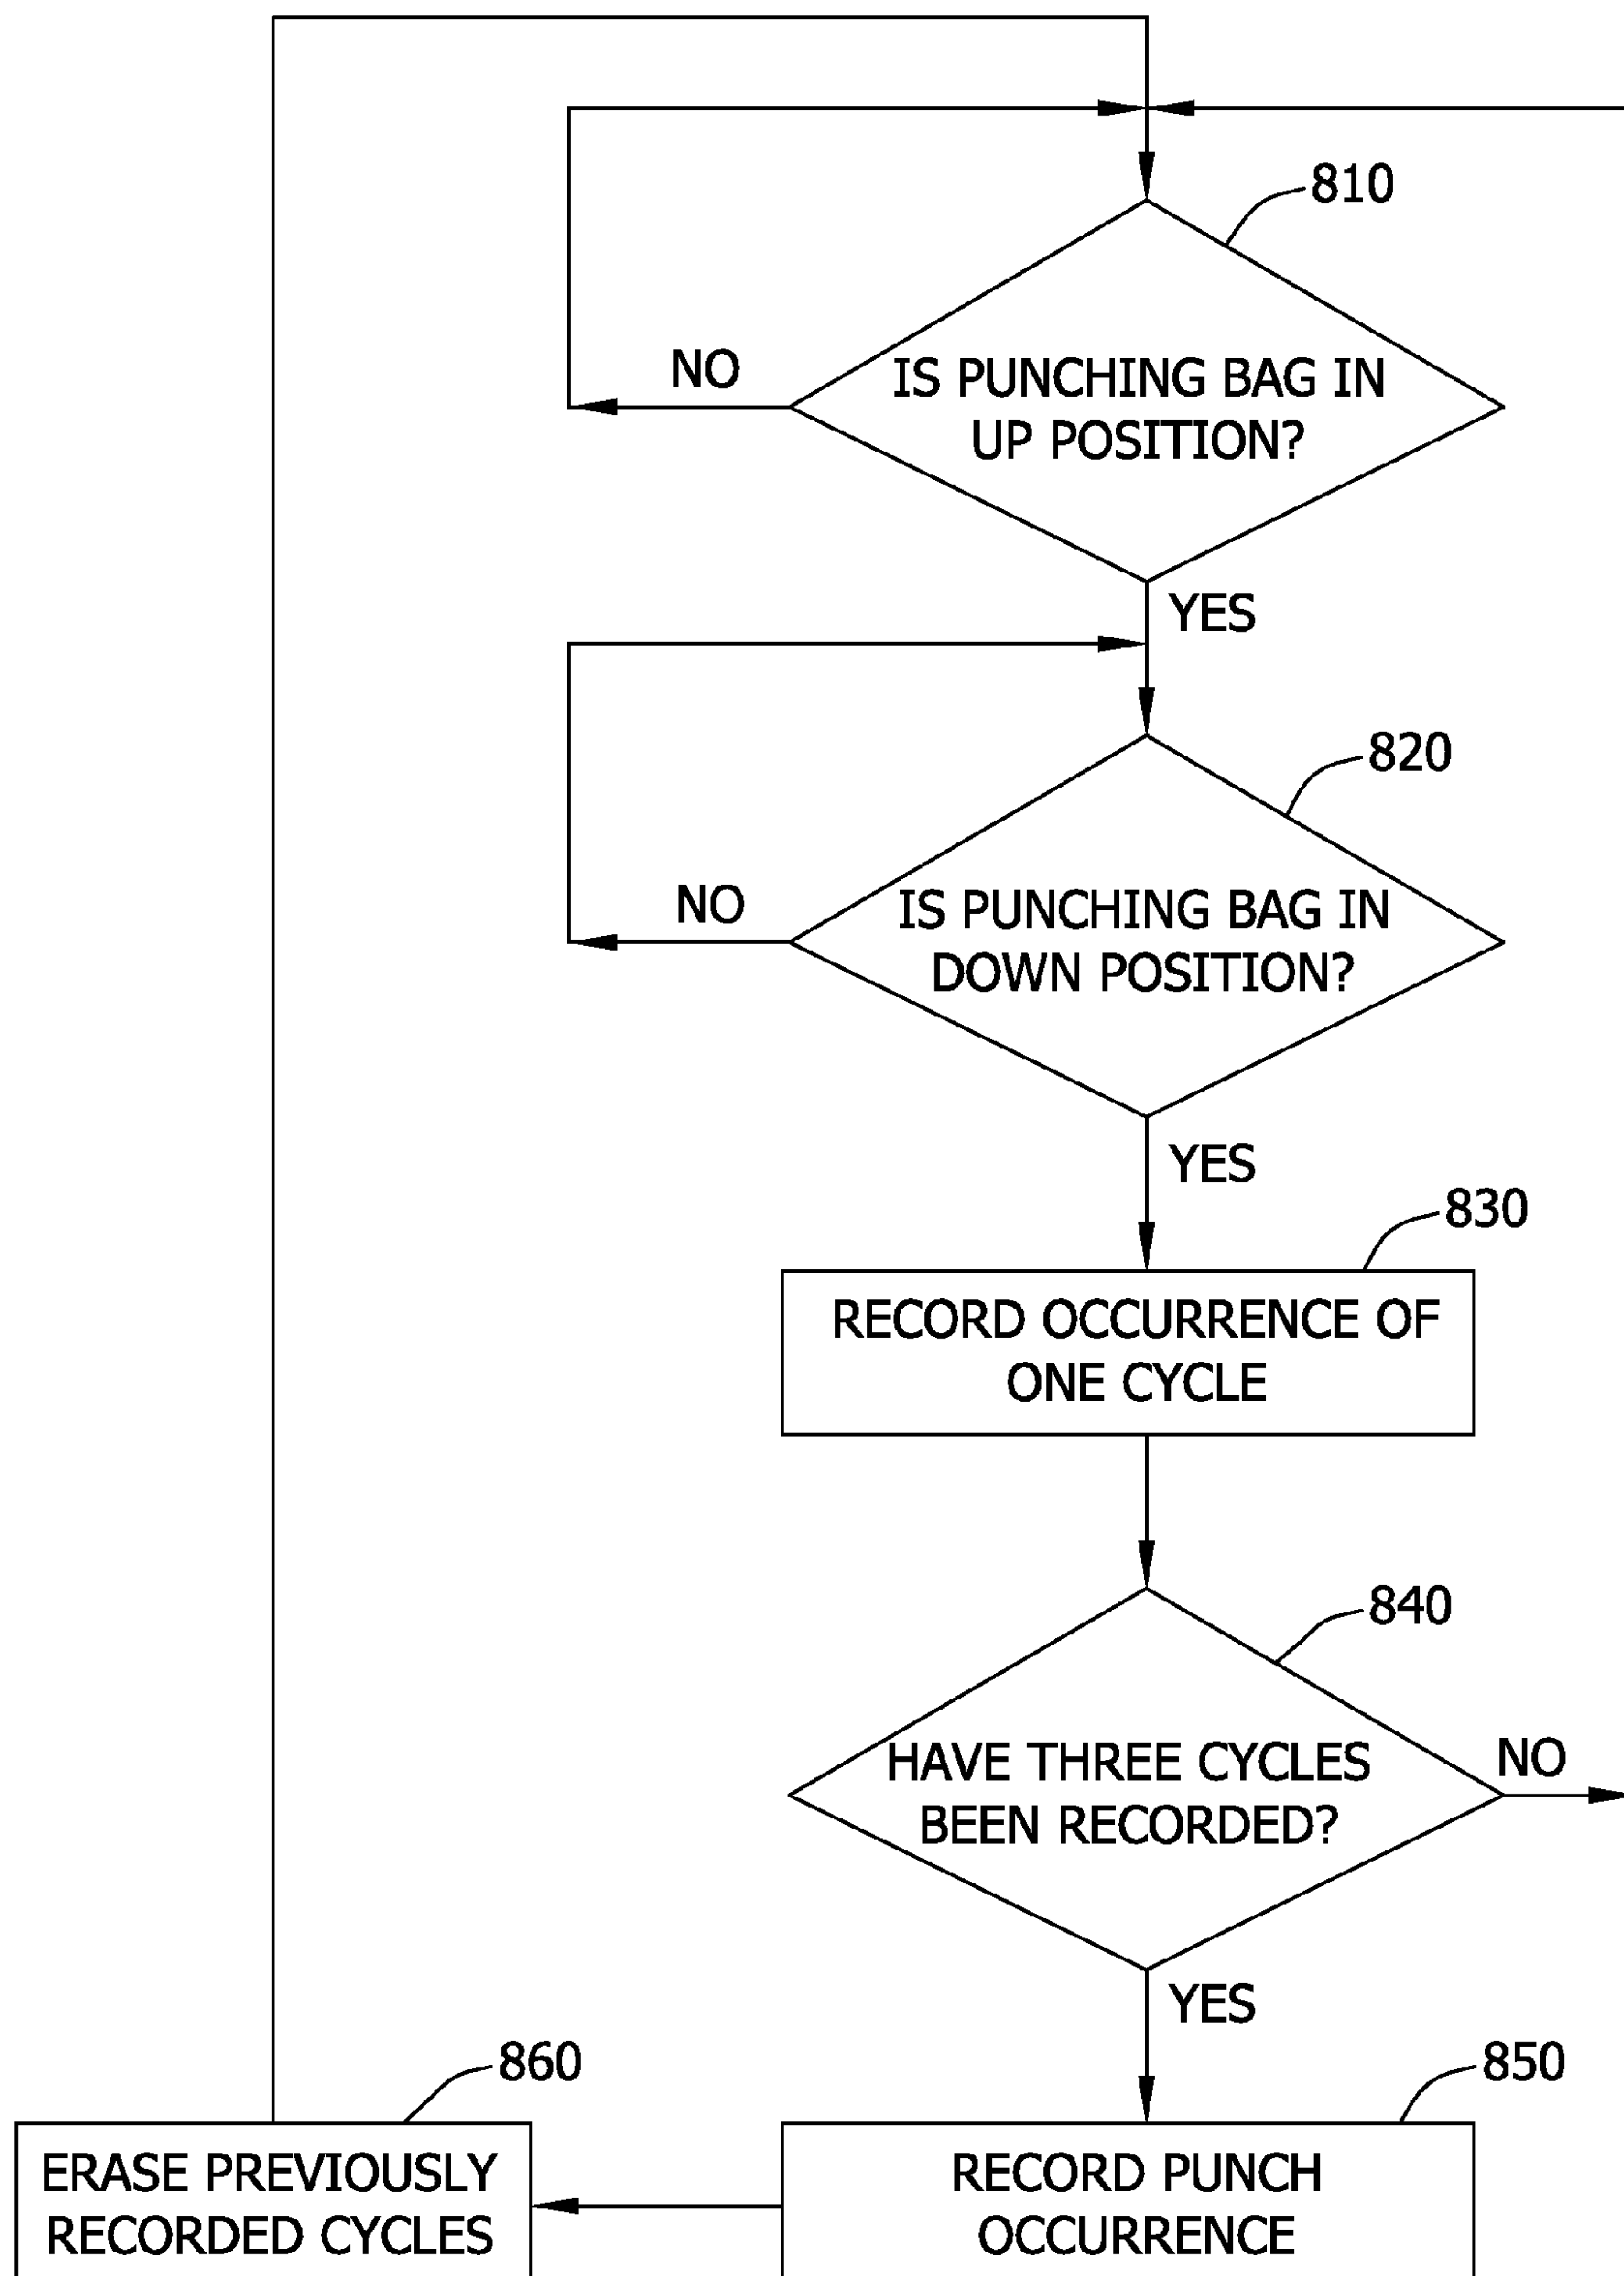 810
NO
IS PUNCHING BAG IN
UP POSITION?
YES
820
NO
IS PUNCHING BAG IN
DOWN POSITION?
YES
830
RECORD OCCURRENCE OF
ONE CYCLE
840
HAVE THREE CYCLES
BEEN RECORDED?
NO
YES
860
850
ERASE PREVIOUSLY
RECORDED CYCLES
RECORD PUNCH
OCCURRENCE